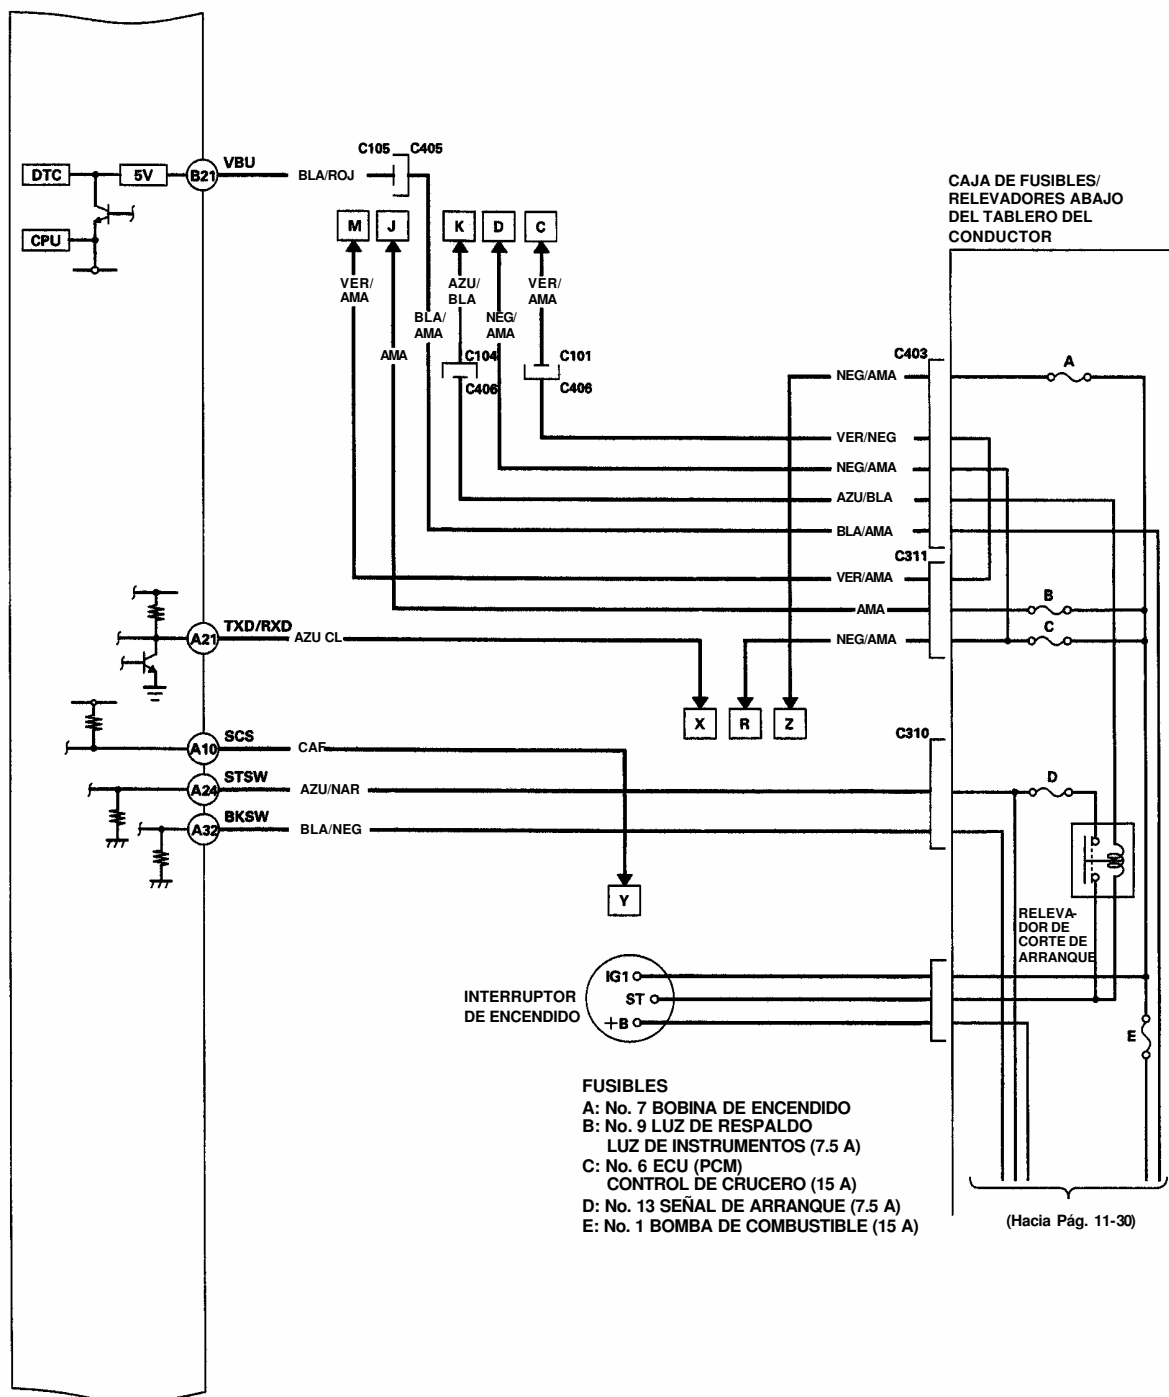 C105 C405
VBU
DTC
5V
B21
BLA/ROJ
CPU
CAJA DE FUSIBLES/
RELEVADORES ABAJO
DEL TABLERO DEL
CONDUCTOR
M
J
K
D
C
VER/
AMA
AZU/
BLA
VER/
AMA
BLA/
AMA
NEG/
AMA
AMA
C104
C406
C101
C406
C403
A
NEG/AMA
VER/NEG
NEG/AMA
AZU/BLA
BLA/AMA
C311
VER/AMA
B
AMA
C
NEG/AMA
TXD/RXD
A21
AZU CL
X
R
Z
SCS
A10
CAF
C310
STSW
A24
AZU/NAR
D
BKSW
A32
BLA/NEG
Y
RELEVA-
DOR DE
CORTE DE
ARRANQUE
INTERRUPTOR
DE ENCENDIDO
IG1
ST
+B
E
FUSIBLES
A: No. 7 BOBINA DE ENCENDIDO
B: No. 9 LUZ DE RESPALDO
LUZ DE INSTRUMENTOS (7.5 A)
C: No. 6 ECU (PCM)
CONTROL DE CRUCERO (15 A)
D: No. 13 SEÑAL DE ARRANQUE (7.5 A)
E: No. 1 BOMBA DE COMBUSTIBLE (15 A)
(Hacia Pág. 11-30)